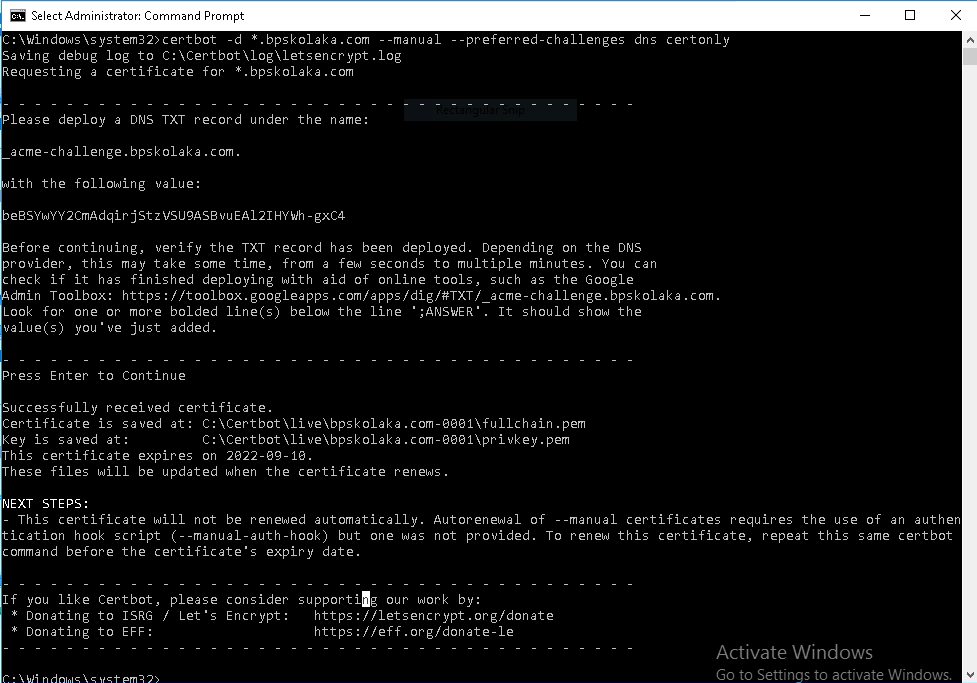 Select Administrator: Command Prompt
C:\Windows\system32>certbot -d *.bpskolaka.com --manual --preferred-challenges dns certonly
Saving debug log to C:\Certbot\log\letsencrypt.log
Requesting a certificate for *.bpskolaka.com
- - - - - - - - - - - - - - - - - - - - - - - - - - - - - - - - - - - - - - - -
Rectangular Snip
Please deploy a DNS TXT record under the name:
_acme-challenge.bpskolaka.com.
with the following value:
beBSYwYY2CmAdqirjStzVSU9ASBvuEAl2IHYWh-gxC4
Before continuing, verify the TXT record has been deployed. Depending on the DNS
provider, this may take some time, from a few seconds to multiple minutes. You can
check if it has finished deploying with aid of online tools, such as the Google
Admin Toolbox: https://toolbox.googleapps.com/apps/dig/#TXT/_acme-challenge.bpskolaka.com.
Look for one or more bolded line(s) below the line ';ANSWER'. It should show the
value(s) you've just added.
- - - - - - - - - - - - - - - - - - - - - - - - - - - - - - - - - - - - - - - -
Press Enter to Continue
Successfully received certificate.
Certificate is saved at: C:\Certbot\live\bpskolaka.com-0001\fullchain.pem
Key is saved at:         C:\Certbot\live\bpskolaka.com-0001\privkey.pem
This certificate expires on 2022-09-10.
These files will be updated when the certificate renews.
NEXT STEPS:
- This certificate will not be renewed automatically. Autorenewal of --manual certificates requires the use of an authen
tication hook script (--manual-auth-hook) but one was not provided. To renew this certificate, repeat this same certbot
command before the certificate's expiry date.
- - - - - - - - - - - - - - - - - - - - - - - - - - - - - - - - - - - - - - - -
If you like Certbot, please consider supporting our work by:
 * Donating to ISRG / Let's Encrypt:   https://letsencrypt.org/donate
 * Donating to EFF:                    https://eff.org/donate-le
- - - - - - - - - - - - - - - - - - - - - - - - - - - - - - - - - - - - - - - -
Activate Windows
Go to Settings to activate Windows.
C:\Windows\system32>